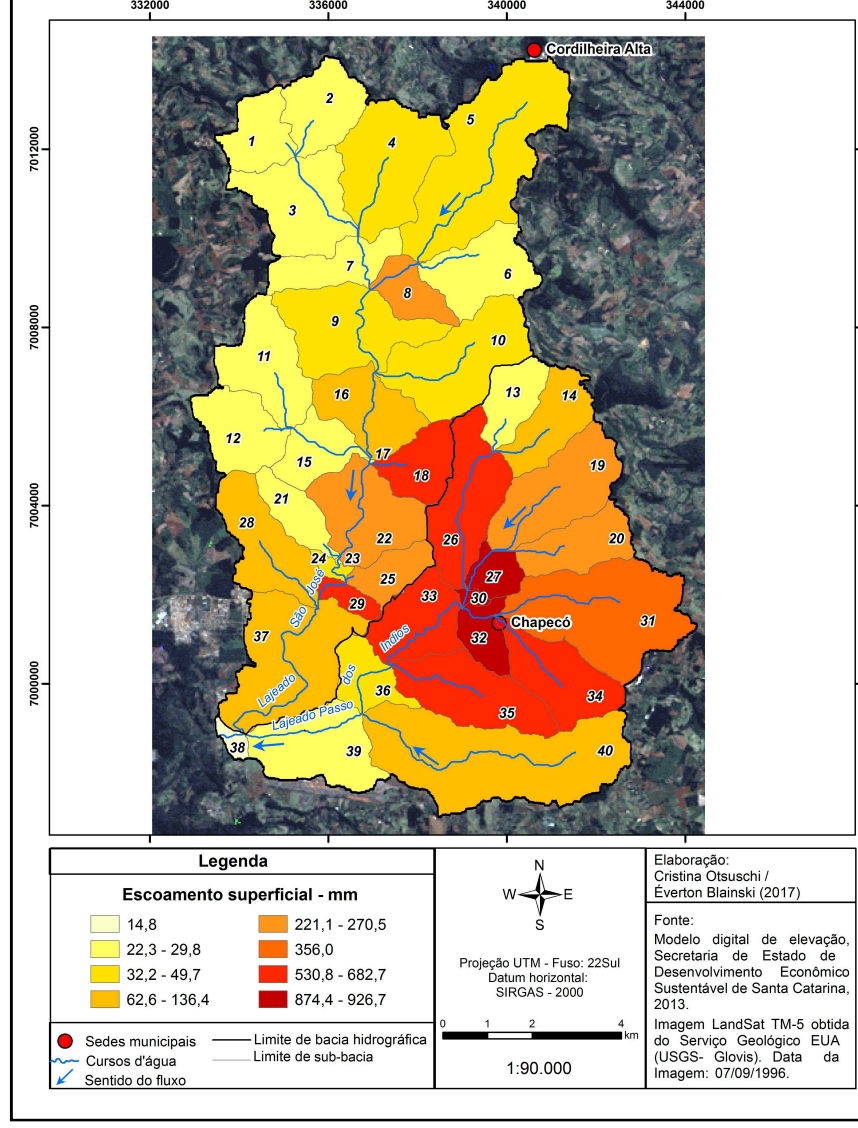 332000 336000 340000 344000
Cordilheira Alta
7012000
7008000
7004000
7000000
2
1
5
4
3
7
6
8
9
10
11
13
14
16
12
17
15
18
19
21
28
22
20
26
24
23
27
25
30
33
29
31
Chapecó
32
37
São José
Lajeado
Indios
dos
Lajeado Passo
36
34
35
38
39
40
Legenda
Escoamento superficial - mm
14,8
22,3 - 29,8
32,2 - 49,7
62,6 - 136,4
221,1 - 270,5
356,0
530,8 - 682,7
874,4 - 926,7
Sedes municipais
Cursos d'água
Sentido do fluxo
Limite de bacia hidrográfica
Limite de sub-bacia
N
W E
S
Projeção UTM - Fuso: 22Sul
Datum horizontal:
SIRGAS - 2000
0 1 2 4
km
1:90.000
Elaboração:
Cristina Otsuschi /
Éverton Blainski (2017)
Fonte:
Modelo digital de elevação,
Secretaria de Estado de
Desenvolvimento Econômico
Sustentável de Santa Catarina,
2013.
Imagem LandSat TM-5 obtida
do Serviço Geológico EUA
(USGS- Glovis). Data da
Imagem: 07/09/1996.